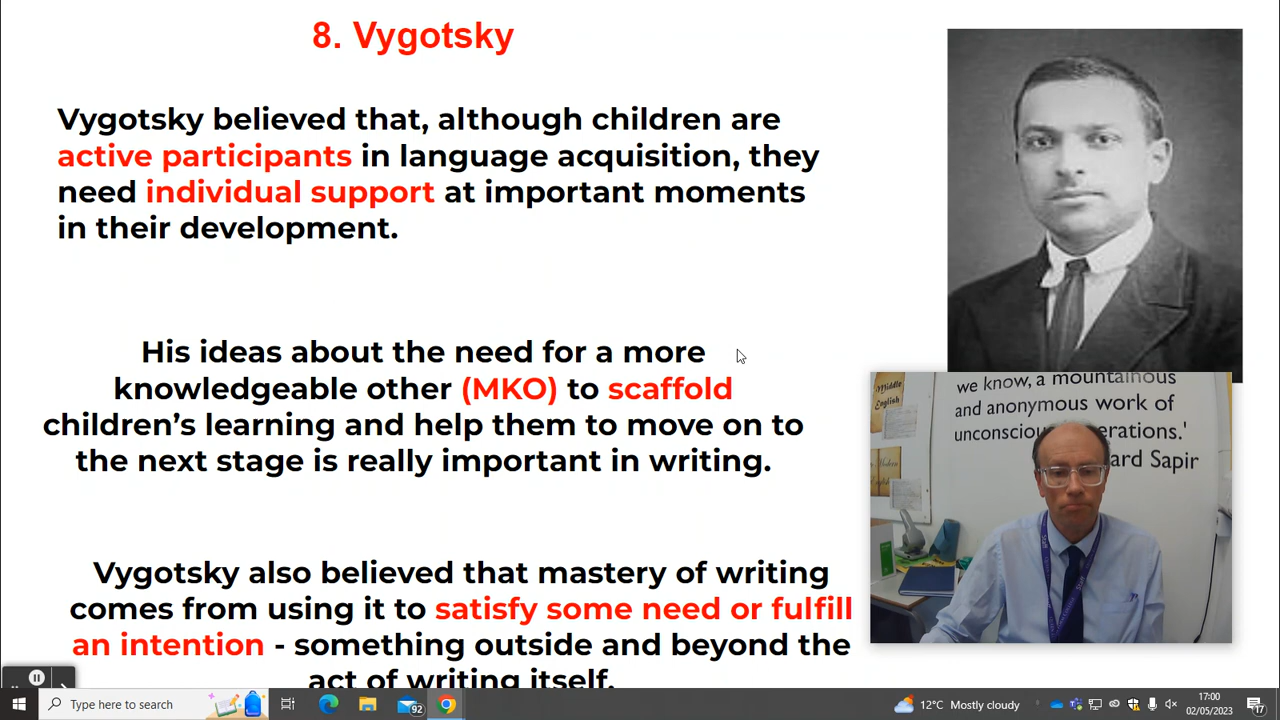 8. Vygotsky
Vygotsky believed that, although children are
active participants in language acquisition, they
need individual support at important moments
in their development.
His ideas about the need for a more
knowledgeable other (MKO) to scaffold
children’s learning and help them to move on to
the next stage is really important in writing.
Vygotsky also believed that mastery of writing
comes from using it to satisfy some need or fulfill
an intention - something outside and beyond the
act of writing itself.
Middle
English
we know, a mountainous
and anonymous work of
unconscious erations.'
ard Sapir
Staff
Type here to search
92
12°C Mostly cloudy
17:00
02/05/2023
17